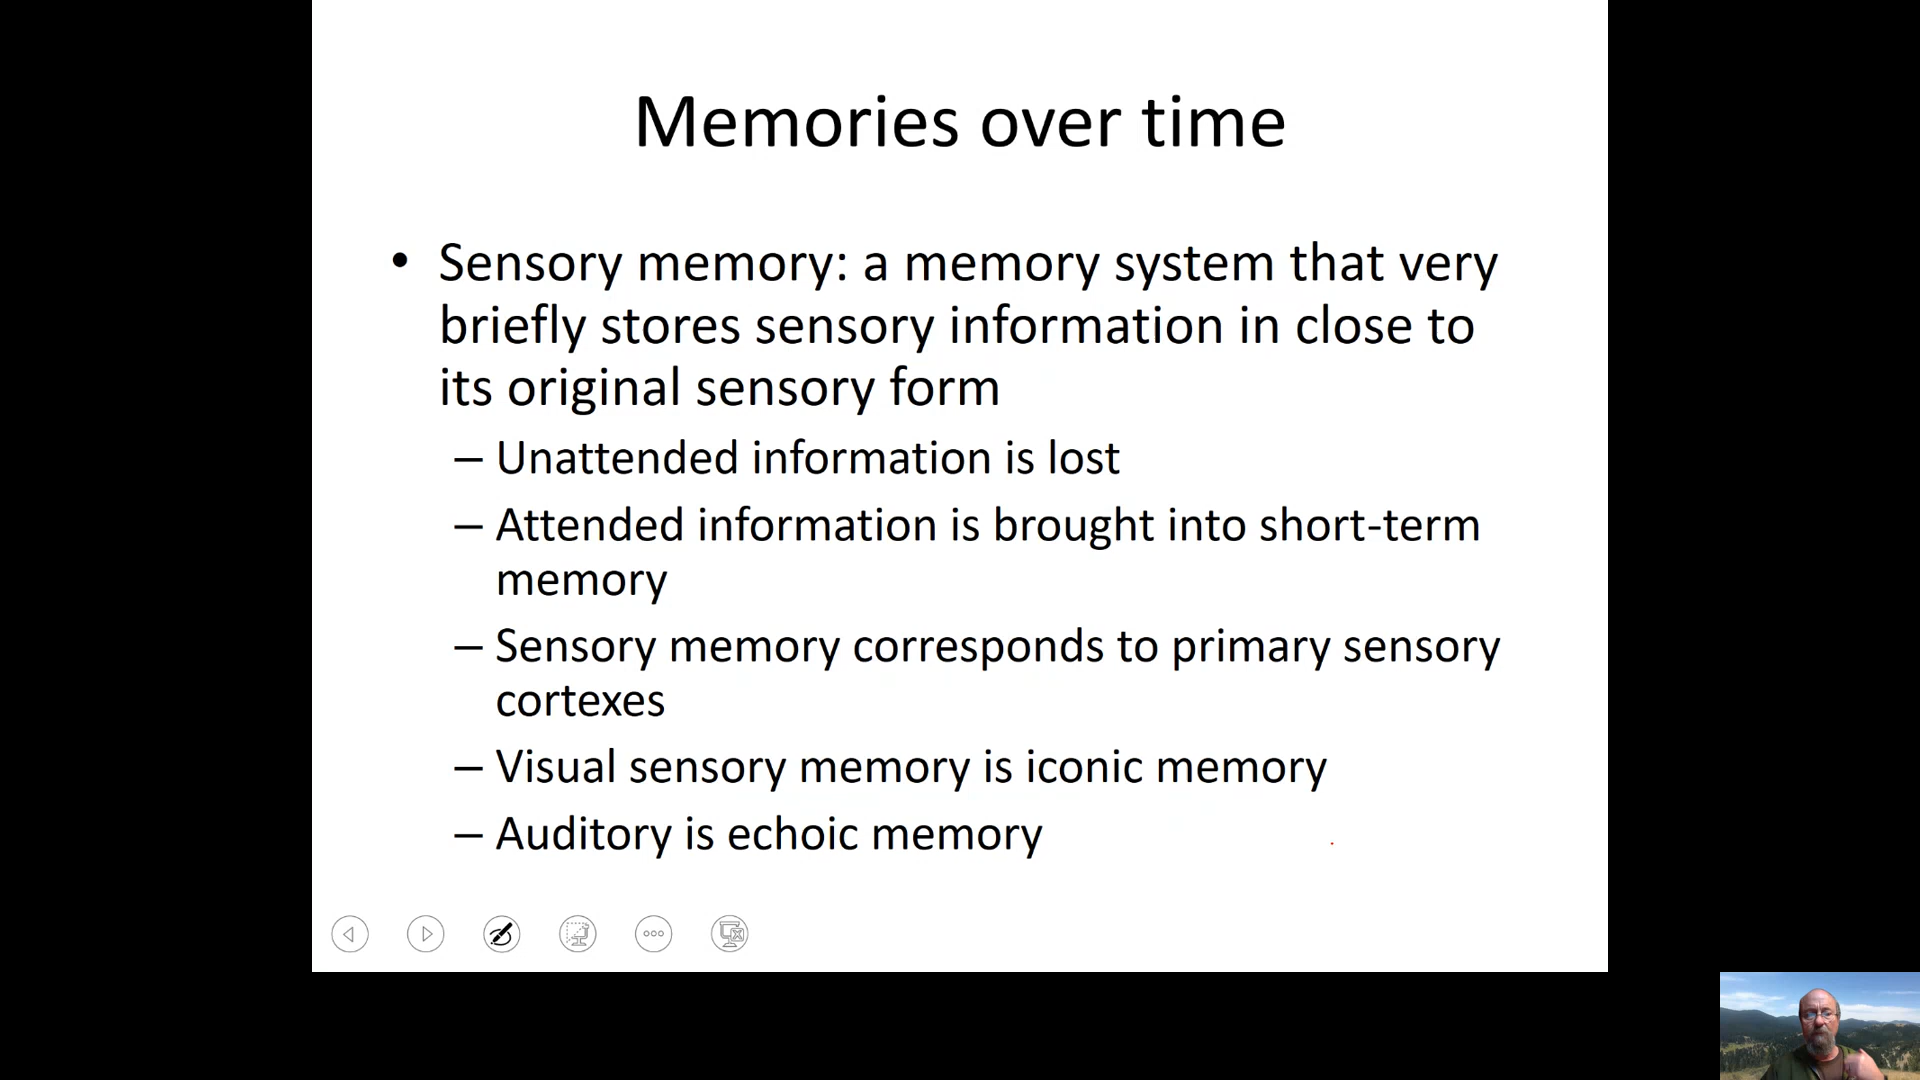 Memories over time
• Sensory memory: a memory system that very
briefly stores sensory information in close to
its original sensory form
– Unattended information is lost
– Attended information is brought into short-term
memory
– Sensory memory corresponds to primary sensory
cortexes
– Visual sensory memory is iconic memory
– Auditory is echoic memory